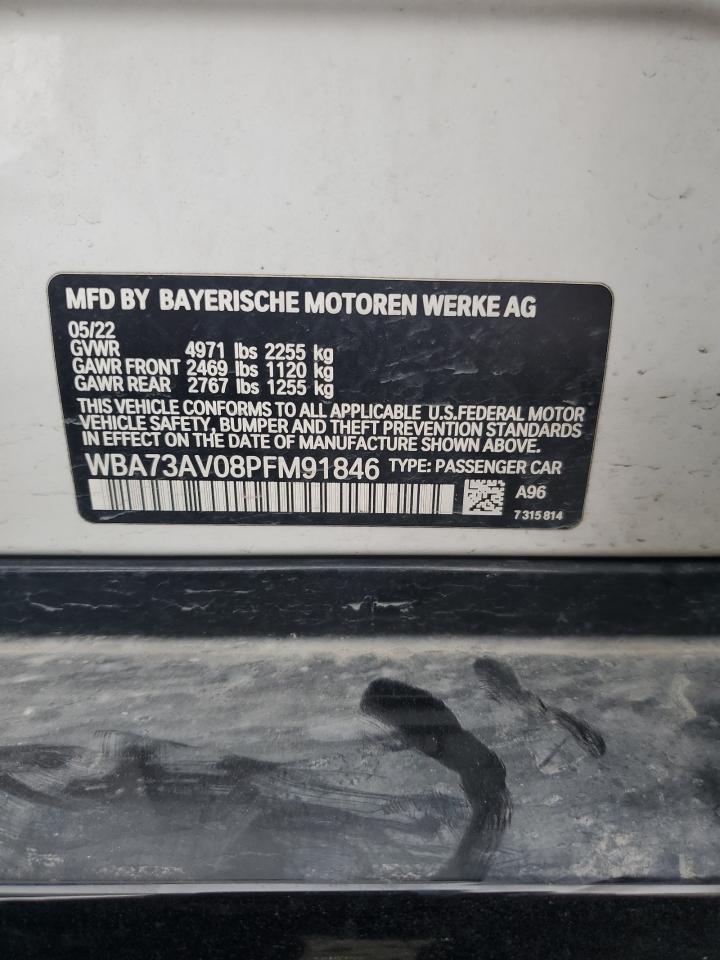 MFD BY BAYERISCHE MOTOREN WERKE AG
05/22
GVWR 4971 lbs 2255 kg
GAWR FRONT 2469 lbs 1120 kg
GAWR REAR 2767 lbs 1255 kg
THIS VEHICLE CONFORMS TO ALL APPLICABLE U.S.FEDERAL MOTOR
VEHICLE SAFETY, BUMPER AND THEFT PREVENTION STANDARDS
IN EFFECT ON THE DATE OF MANUFACTURE SHOWN ABOVE.
WBA73AV08PFM91846 TYPE: PASSENGER CAR
A96
7 315 814